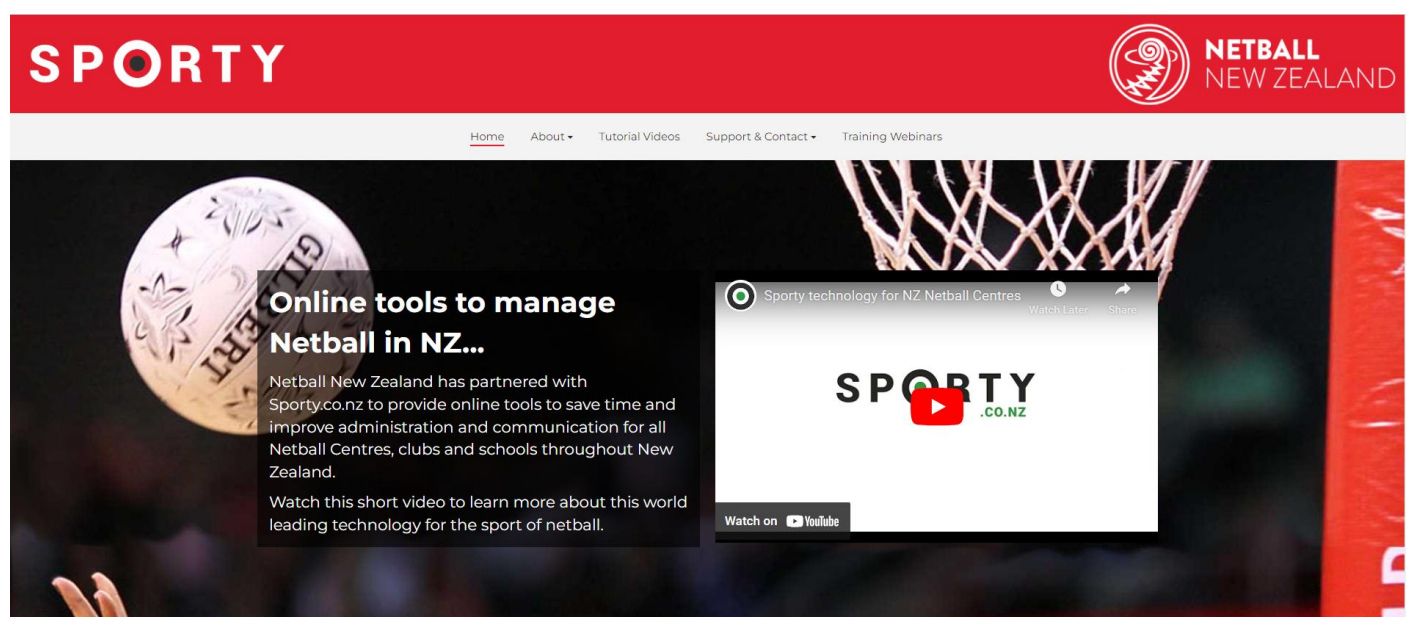 SPORTY
NETBALL
NEW ZEALAND
Home About Tutorial Videos Support & Contact Training Webinars
GILBERT
Online tools to manage
Netball in NZ...
Netball New Zealand has partnered with
Sporty.co.nz to provide online tools to save time and
improve administration and communication for all
Netball Centres, clubs and schools throughout New
Zealand.
Watch this short video to learn more about this world
leading technology for the sport of netball.
Sporty technology for NZ Netball Centres
Watch Later Share
SPORTY
.CO.NZ
Watch on YouTube